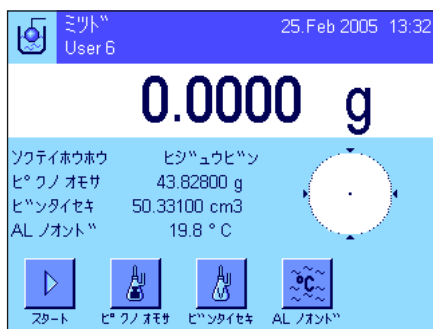 ミツド゛ 25.Feb 2005 13:32
User 6
0.0000 g
ソクテイホウホウ ヒジ゛ュウビ゛ン
ピ゜クノ オモサ 43.82800 g
ビ゛ンタイセキ 50.33100 cm3
AL ノオンド゛ 19.8 ° C
°C
スタート ピ゜クノ オモサ ビ゛ンタイセキ AL ノオンド゛